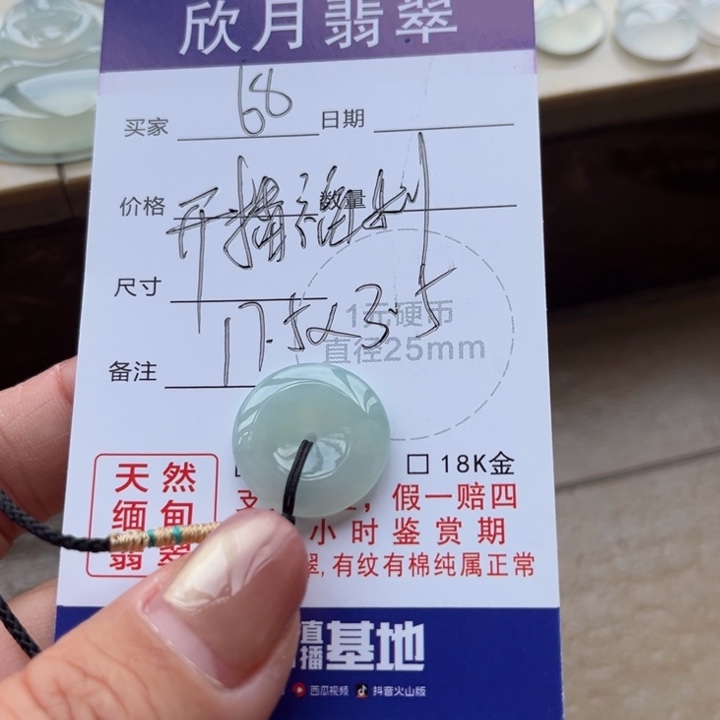 欣月翡翠
买家 68 日期
价格 开播福利 数量
尺寸 17.5x3.5
1元硬币
直径25mm
备注
18K金
天然
缅甸
翡翠
假一赔四
小时鉴赏期
翠,有纹有棉纯属正常
直播基地
西瓜视频 抖音火山版